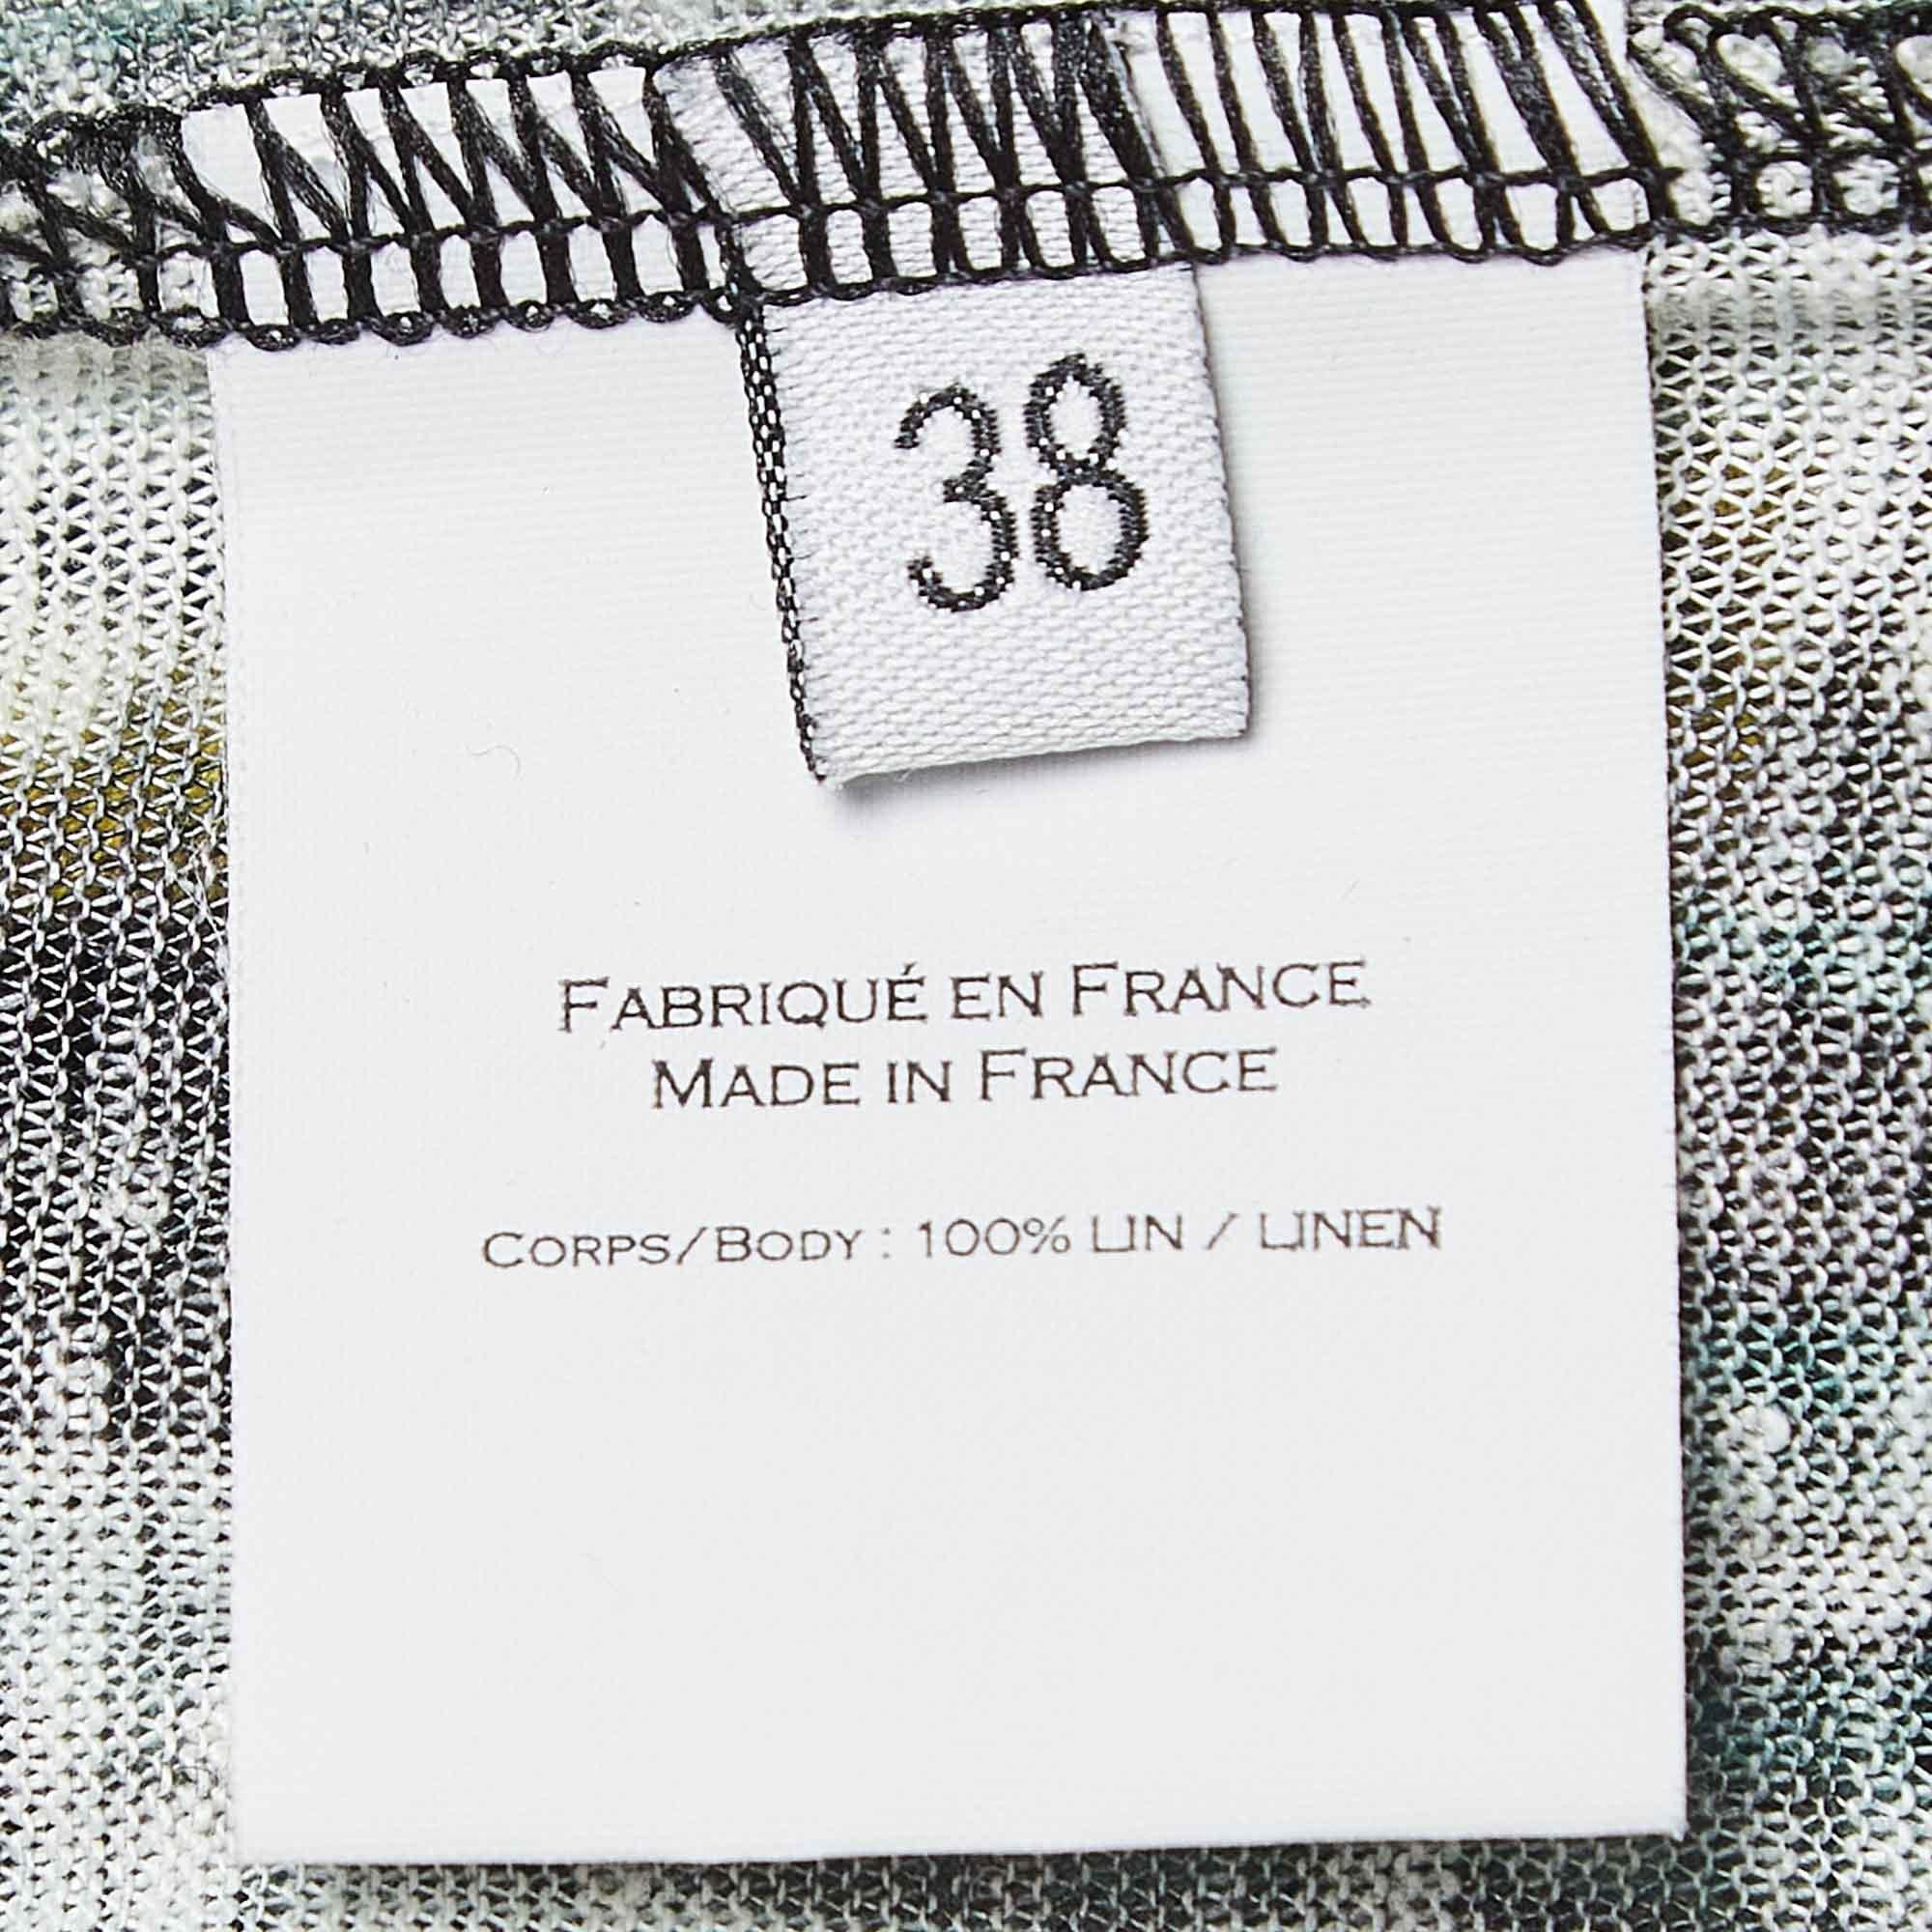 38
FABRIQUÉ EN FRANCE
MADE IN FRANCE
CORPS/BODY : 100% LIN / LINEN